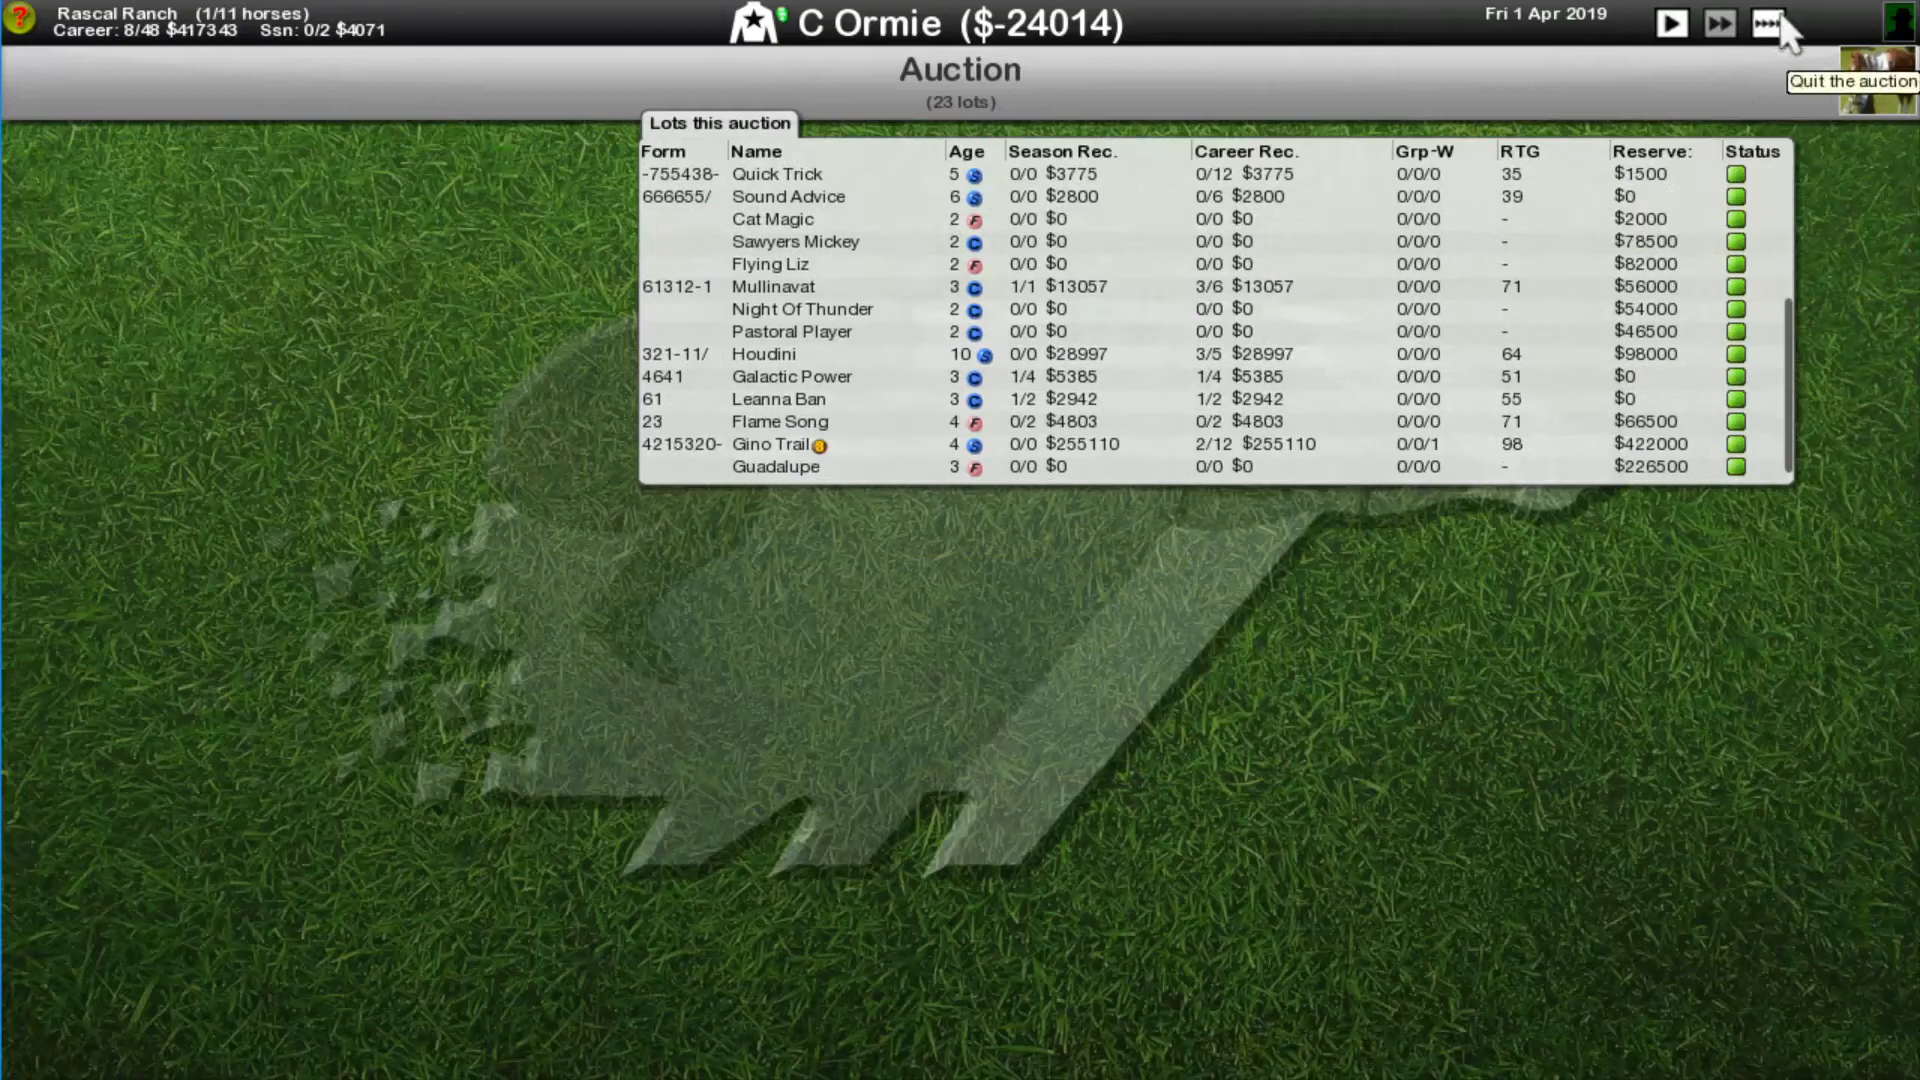 Rascal Ranch (1/11 horses)
Career: 8/48 $417343 Ssn: 0/2 $4071
C Ormie ($-24014)
Fri 1 Apr 2019
Quit the auction
Auction
(23 lots)
Lots this auction
Form Name Age Season Rec. Career Rec. Grp-W RTG Reserve: Status
-755438- Quick Trick 5 S 0/0 $3775 0/12 $3775 0/0/0 35 $1500
666655/ Sound Advice 6 S 0/0 $2800 0/6 $2800 0/0/0 39 $0
Cat Magic 2 F 0/0 $0 0/0 $0 0/0/0 - $2000
Sawyers Mickey 2 C 0/0 $0 0/0 $0 0/0/0 - $78500
Flying Liz 2 F 0/0 $0 0/0 $0 0/0/0 - $82000
61312-1 Mullinavat 3 C 1/1 $13057 3/6 $13057 0/0/0 71 $56000
Night Of Thunder 2 C 0/0 $0 0/0 $0 0/0/0 - $54000
Pastoral Player 2 C 0/0 $0 0/0 $0 0/0/0 - $46500
321-11/ Houdini 10 S 0/0 $28997 3/5 $28997 0/0/0 64 $98000
4641 Galactic Power 3 C 1/4 $5385 1/4 $5385 0/0/0 51 $0
61 Leanna Ban 3 C 1/2 $2942 1/2 $2942 0/0/0 55 $0
23 Flame Song 4 F 0/2 $4803 0/2 $4803 0/0/0 71 $66500
4215320- Gino Trail 4 S 0/0 $255110 2/12 $255110 0/0/1 98 $422000
Guadalupe 3 F 0/0 $0 0/0 $0 0/0/0 - $226500